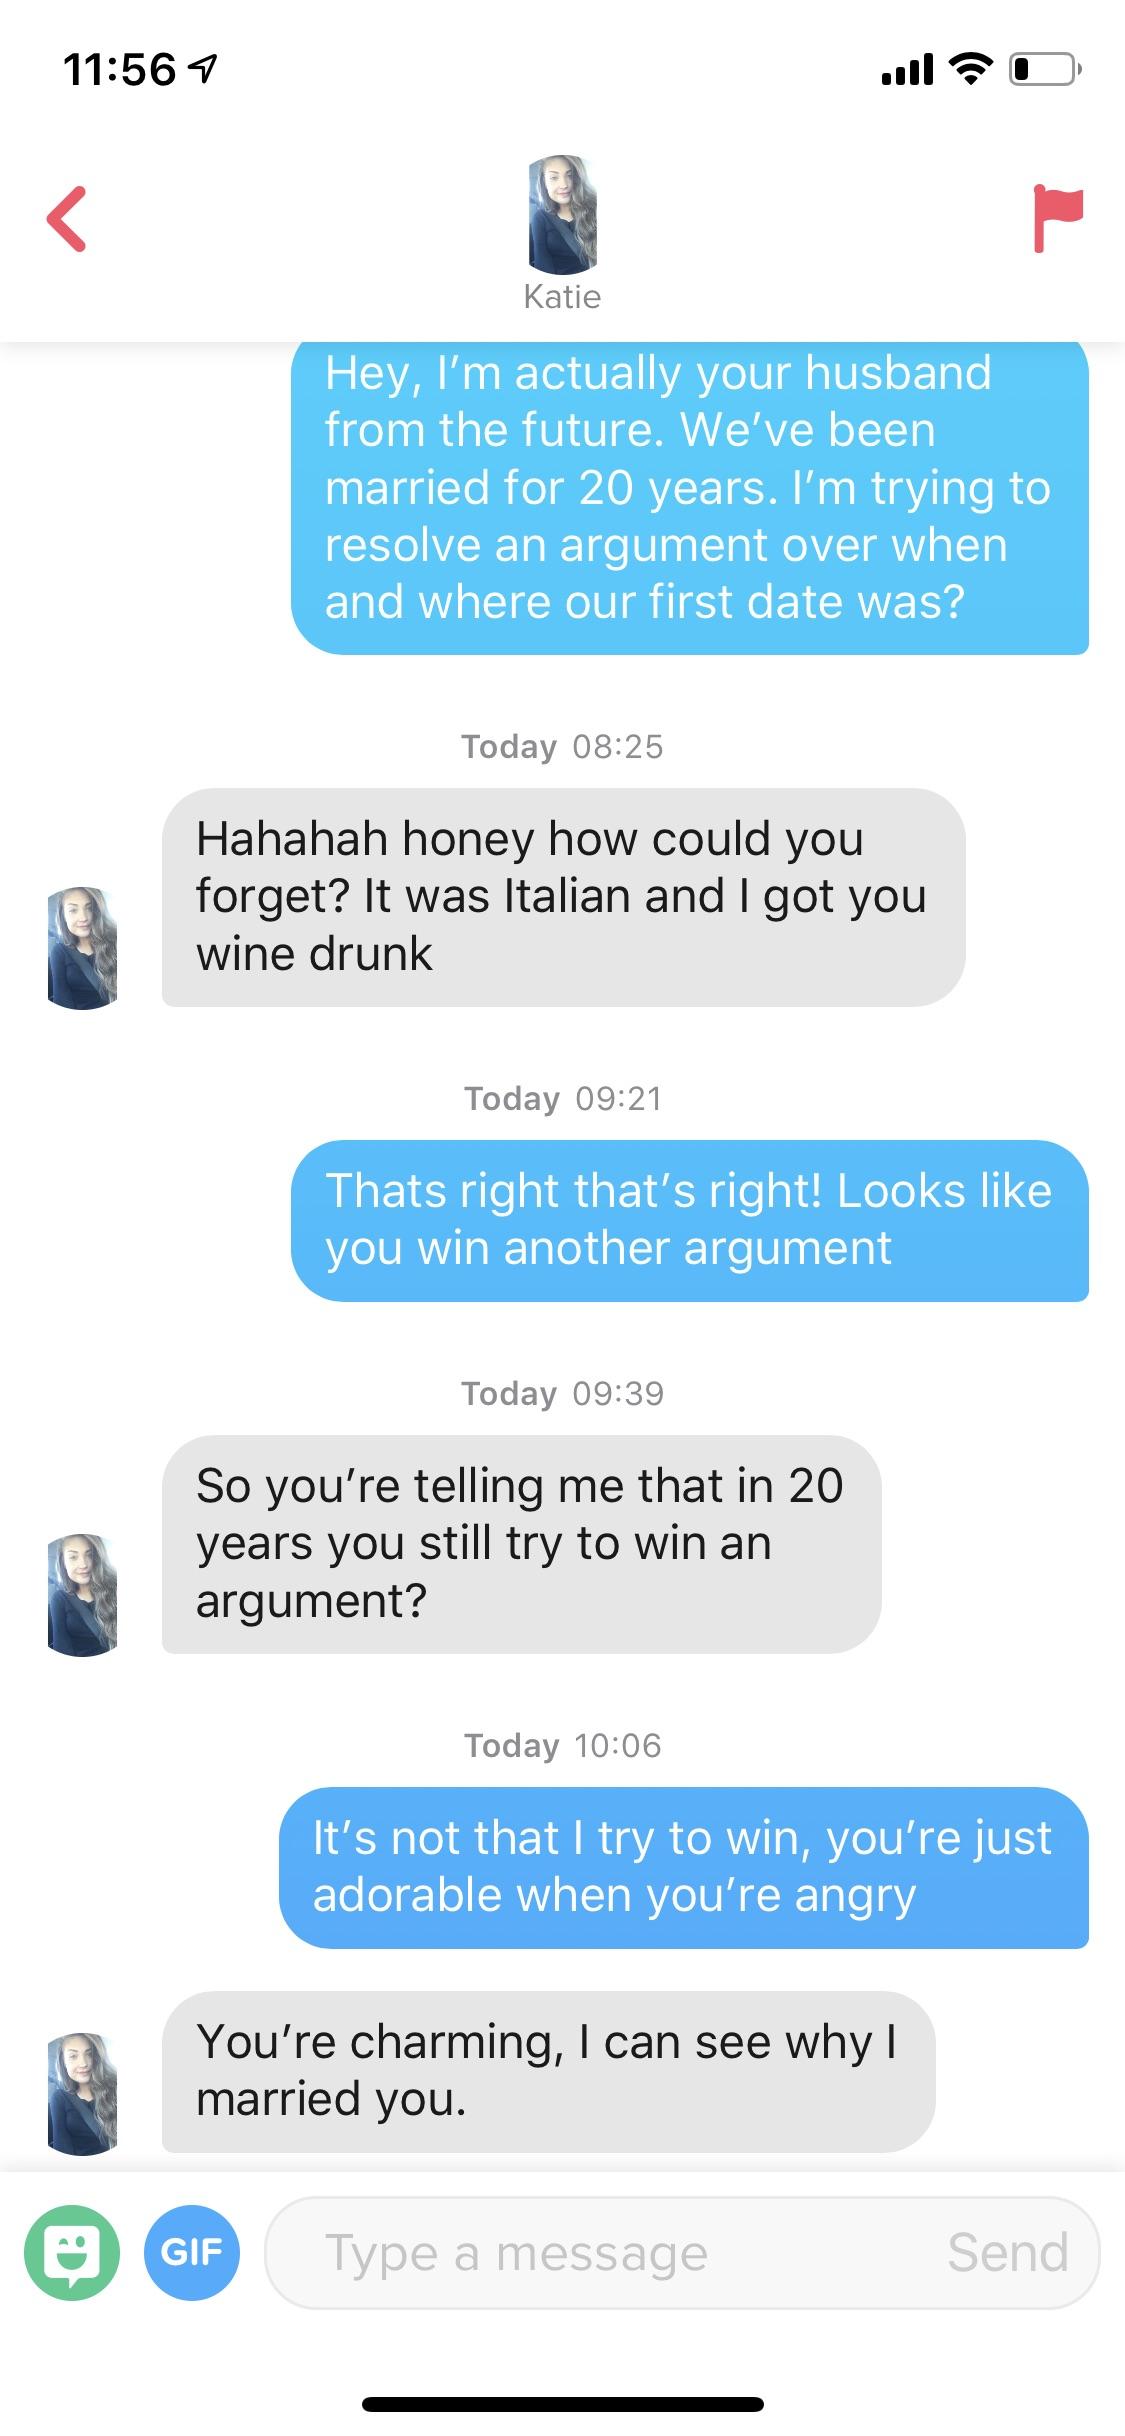 11:56
Katie
Hey, I’m actually your husband
from the future. We’ve been
married for 20 years. I’m trying to
resolve an argument over when
and where our first date was?
Today 08:25
Hahahah honey how could you
forget? It was Italian and I got you
wine drunk
Today 09:21
Thats right that’s right! Looks like
you win another argument
Today 09:39
So you’re telling me that in 20
years you still try to win an
argument?
Today 10:06
It’s not that I try to win, you’re just
adorable when you’re angry
You’re charming, I can see why I
married you.
GIF
Type a message
Send